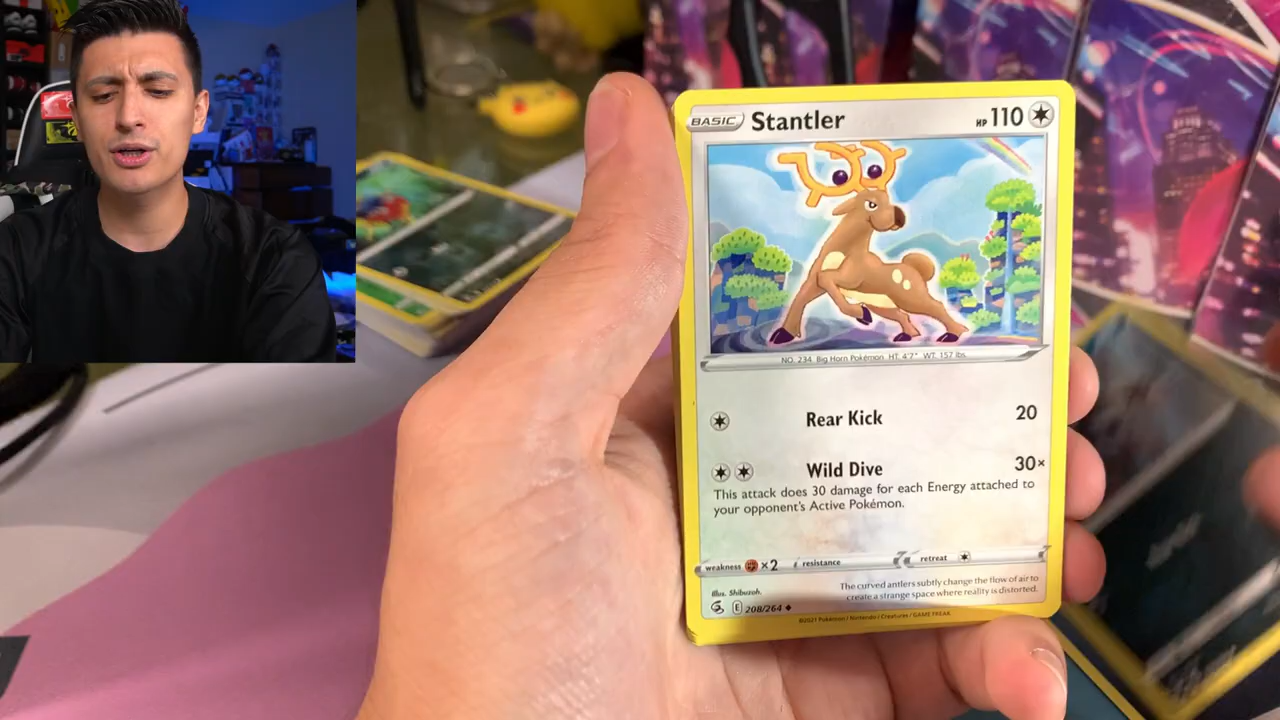 BASIC Stantler HP 110
NO. 234 Big Horn Pokémon HT. 4'7" WT. 157 lbs.
Rear Kick 20
Wild Dive 30×
This attack does 30 damage for each Energy attached to
your opponent's Active Pokémon.
weakness ×2 resistance retreat
Illus. Shibuzoh.
The curved antlers subtly change the flow of air to
create a strange space where reality is distorted.
E 208/264
©2021 Pokémon / Nintendo / Creatures / GAME FREAK